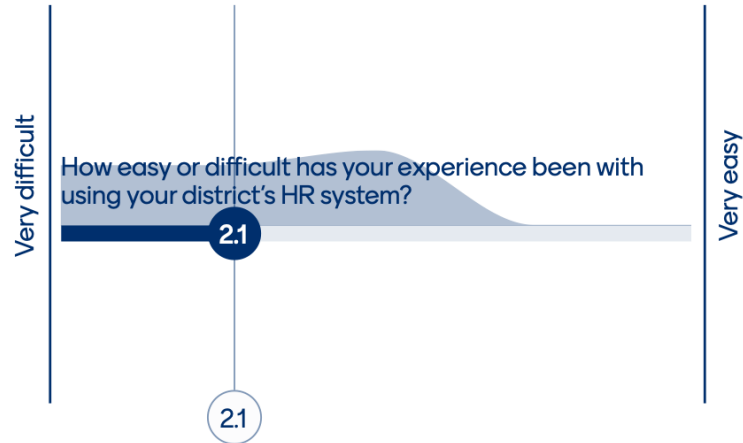 Very difficult
How easy or difficult has your experience been with
using your district's HR system?
2.1
Very easy
2.1